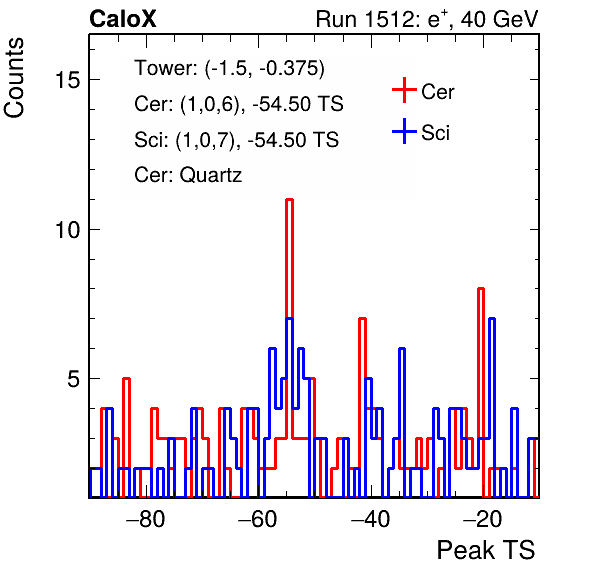 CaloX Run 1512: e⁺, 40 GeV
Counts
Tower: (-1.5, -0.375)
Cer: (1,0,6), -54.50 TS
Sci: (1,0,7), -54.50 TS
Cer: Quartz
Cer
Sci
15
10
5
−80 −60 −40 −20
Peak TS